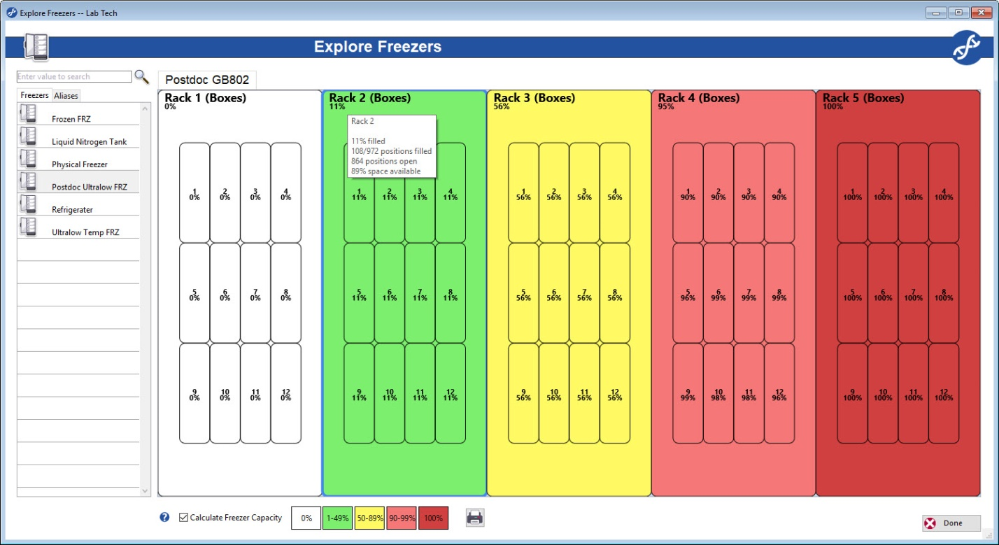 Explore Freezers -- Lab Tech
Explore Freezers
Enter value to search
Freezers Aliases
Frozen FRZ
Liquid Nitrogen Tank
Physical Freezer
Postdoc Ultralow FRZ
Refrigerater
Ultralow Temp FRZ
Postdoc GB802
Rack 1 (Boxes)
0%
1 2 3 4
0% 0% 0% 0%
5 6 7 8
0% 0% 0% 0%
9 10 11 12
0% 0% 0% 0%
Rack 2 (Boxes)
11%
Rack 2
11% filled
108/972 positions filled
864 positions open
89% space available
1 2 3 4
11% 11% 11% 11%
5 6 7 8
11% 11% 11% 11%
9 10 11 12
11% 11% 11% 11%
Rack 3 (Boxes)
56%
1 2 3 4
56% 56% 56% 56%
5 6 7 8
56% 56% 56% 56%
9 10 11 12
56% 56% 56% 56%
Rack 4 (Boxes)
95%
1 2 3 4
90% 90% 90% 90%
5 6 7 8
96% 99% 99% 99%
9 10 11 12
99% 98% 98% 96%
Rack 5 (Boxes)
100%
1 2 3 4
100% 100% 100% 100%
5 6 7 8
100% 100% 100% 100%
9 10 11 12
100% 100% 100% 100%
? Calculate Freezer Capacity 0% 1-49% 50-89% 90-99% 100%
Done